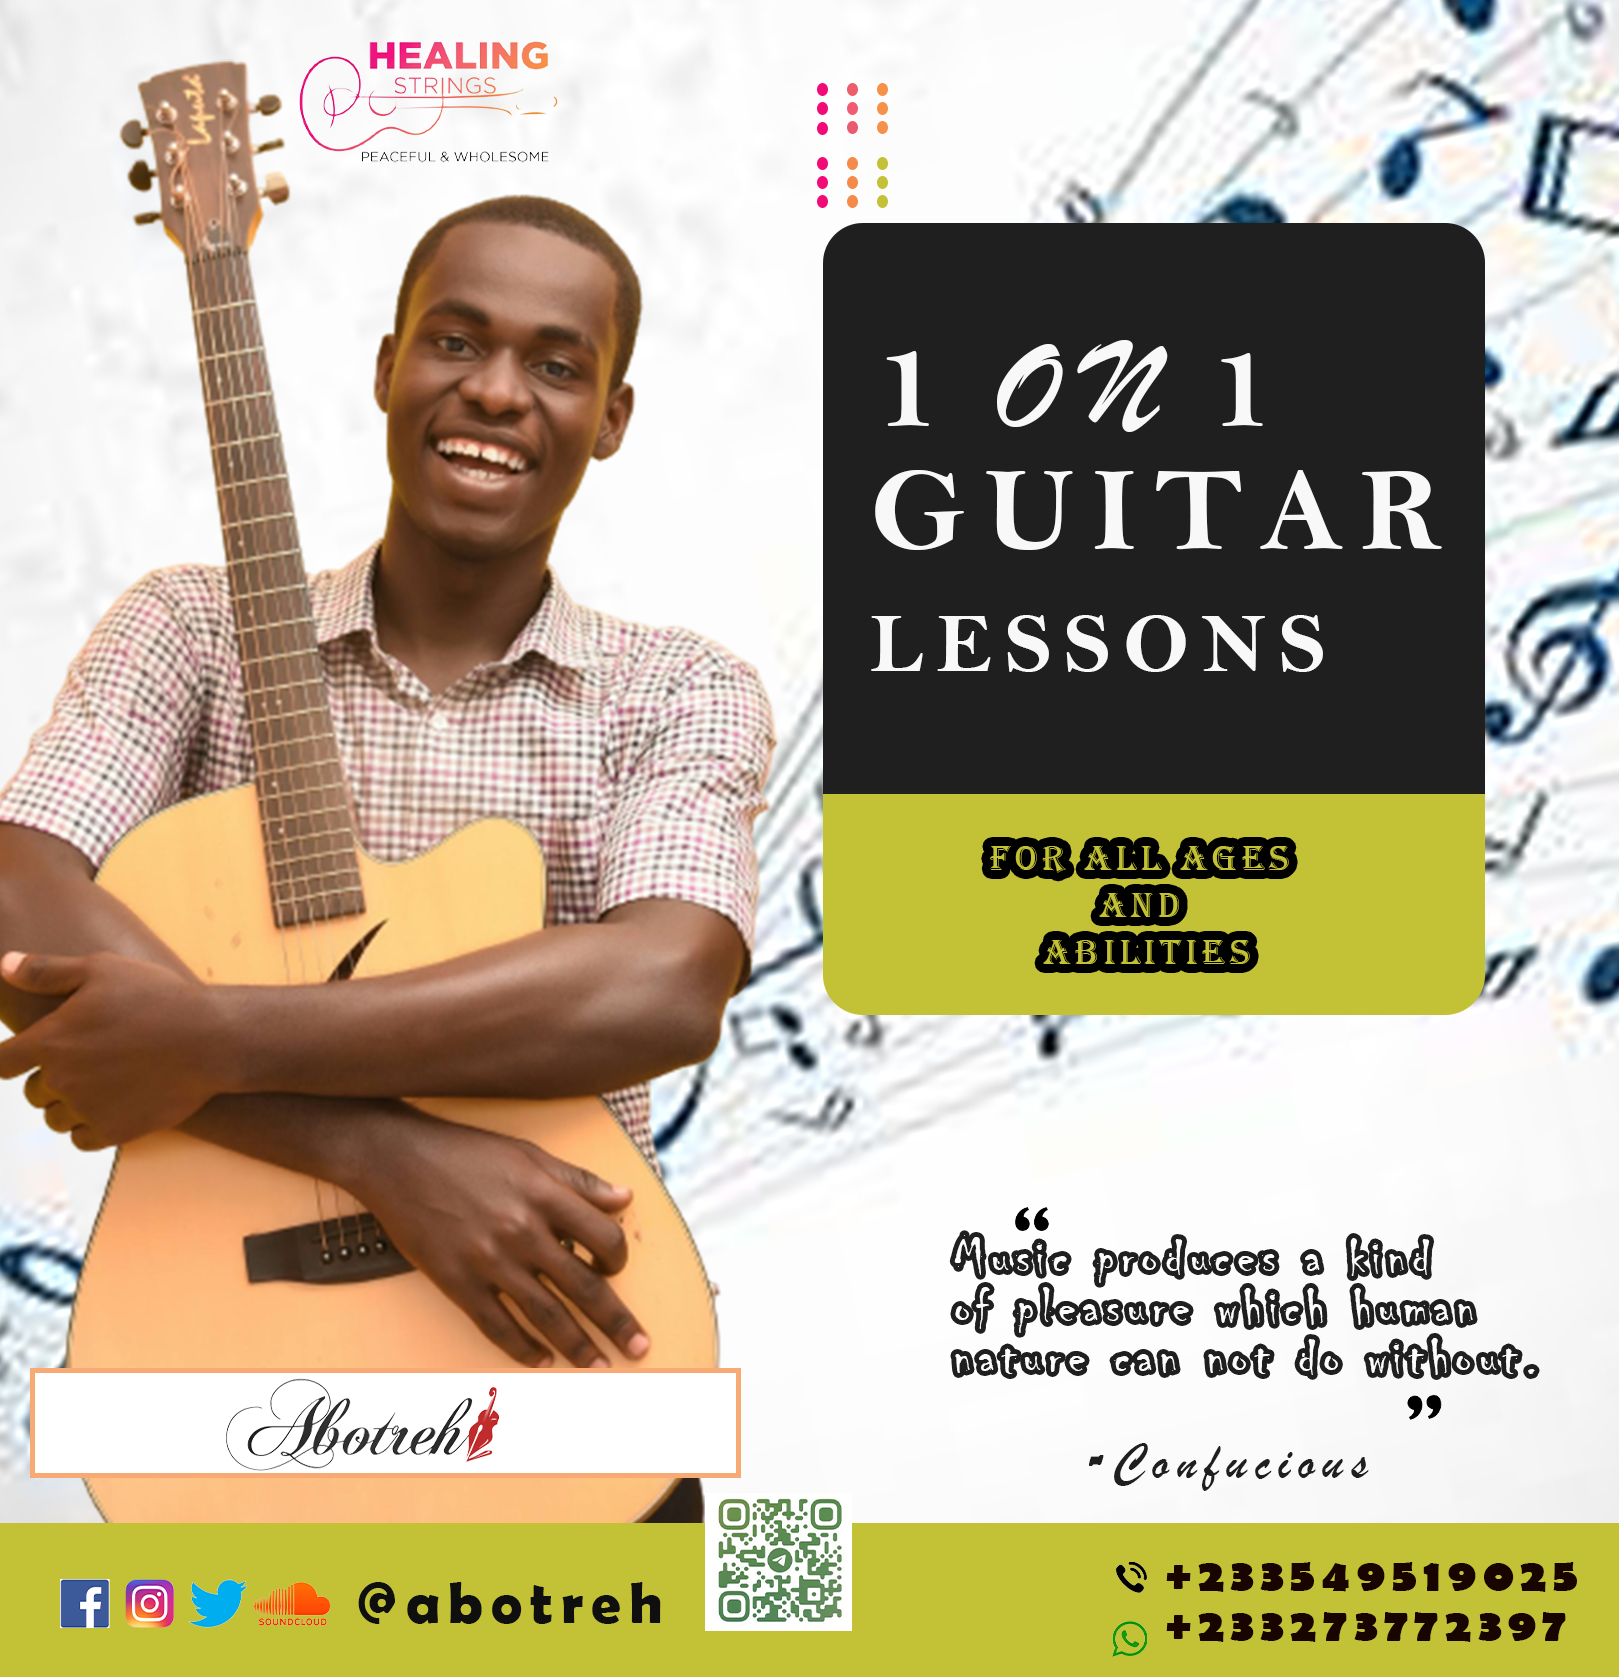 Lafaith
HEALING
STRINGS
PEACEFUL & WHOLESOME
1 ON 1
GUITAR
LESSONS
FOR ALL AGES
AND
ABILITIES
“
Music produces a kind
of pleasure which human
nature can not do without.
”
- Confucious
Abotreh
SOUNDCLOUD
@abotreh
+233549519025
+233273772397